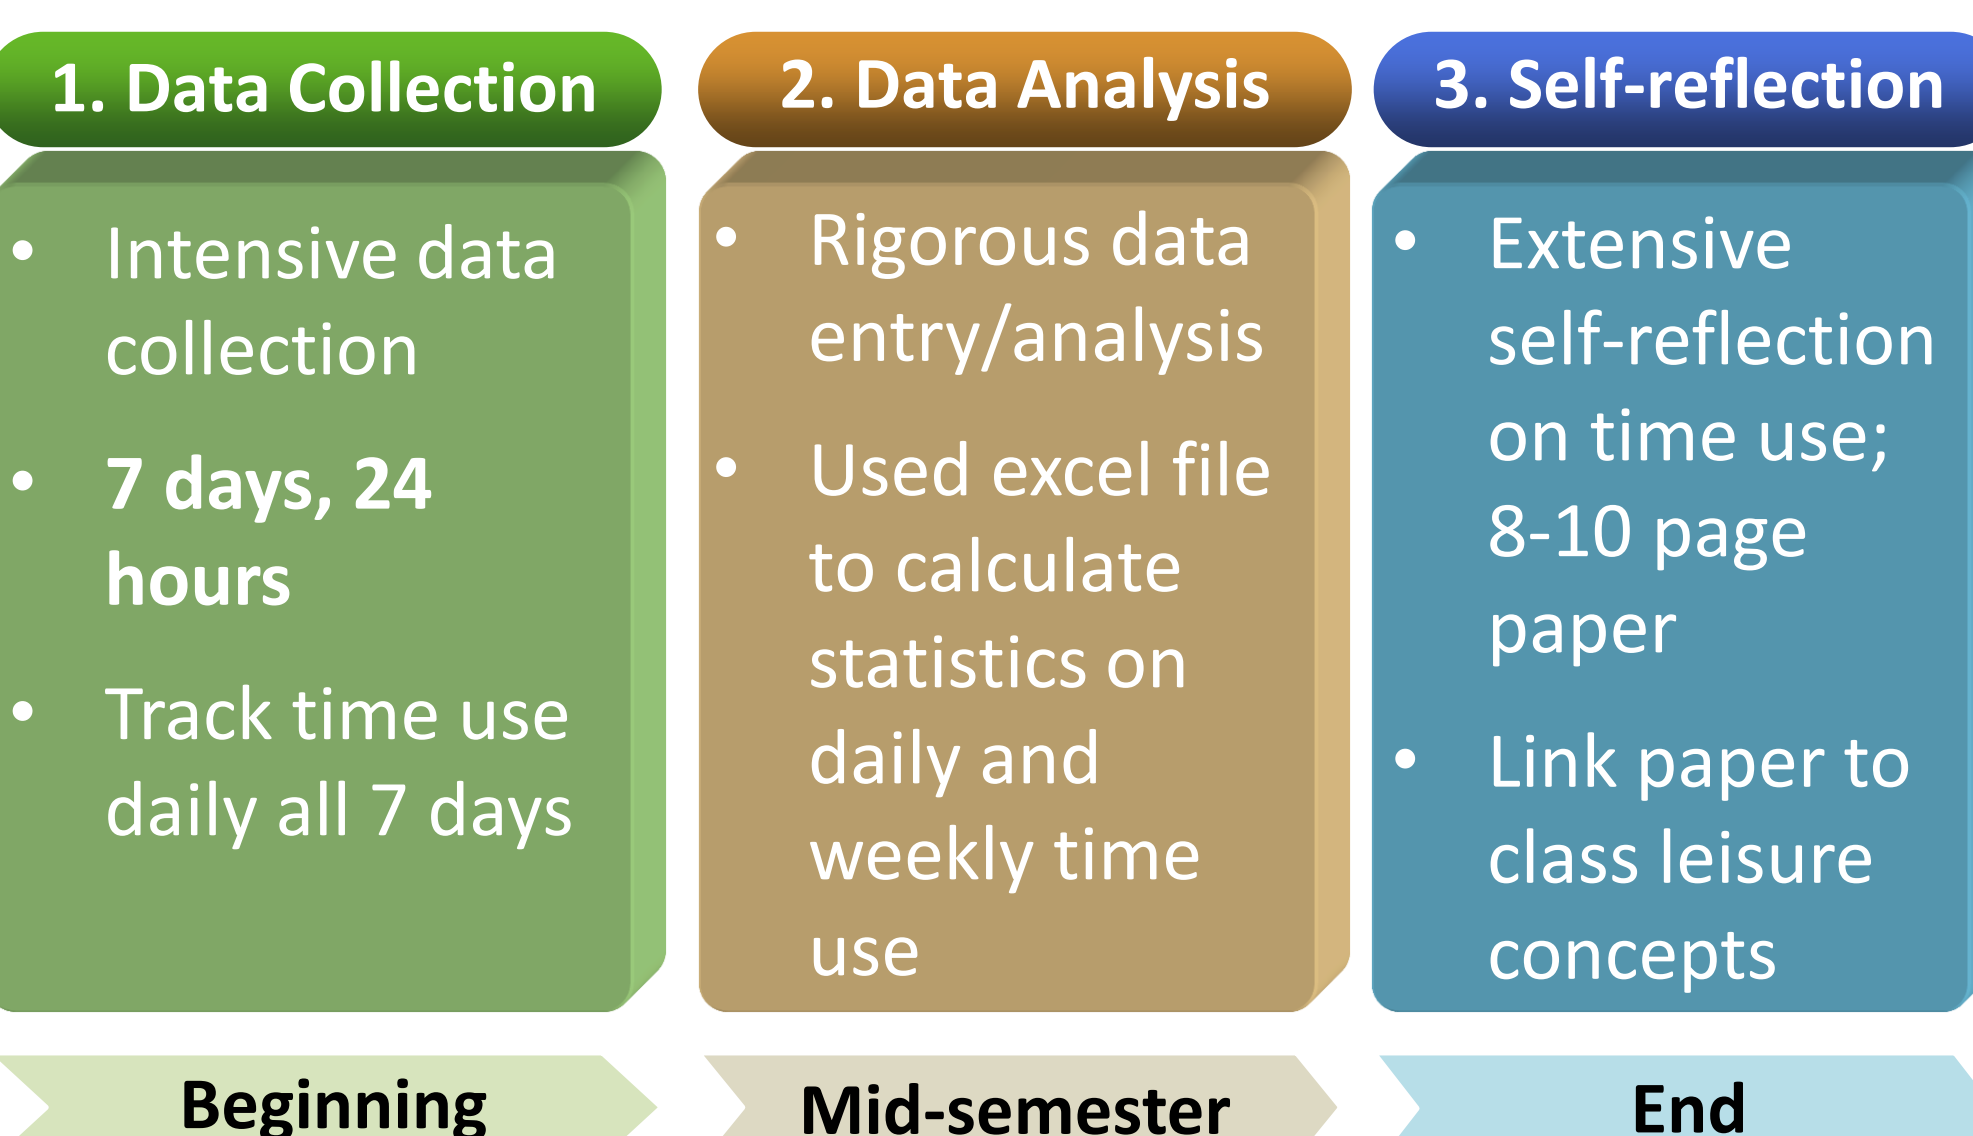 1. Data Collection
• Intensive data
collection
• 7 days, 24
hours
• Track time use
daily all 7 days
Beginning
2. Data Analysis
• Rigorous data
entry/analysis
• Used excel file
to calculate
statistics on
daily and
weekly time
use
Mid-semester
3. Self-reflection
• Extensive
self-reflection
on time use;
8-10 page
paper
• Link paper to
class leisure
concepts
End